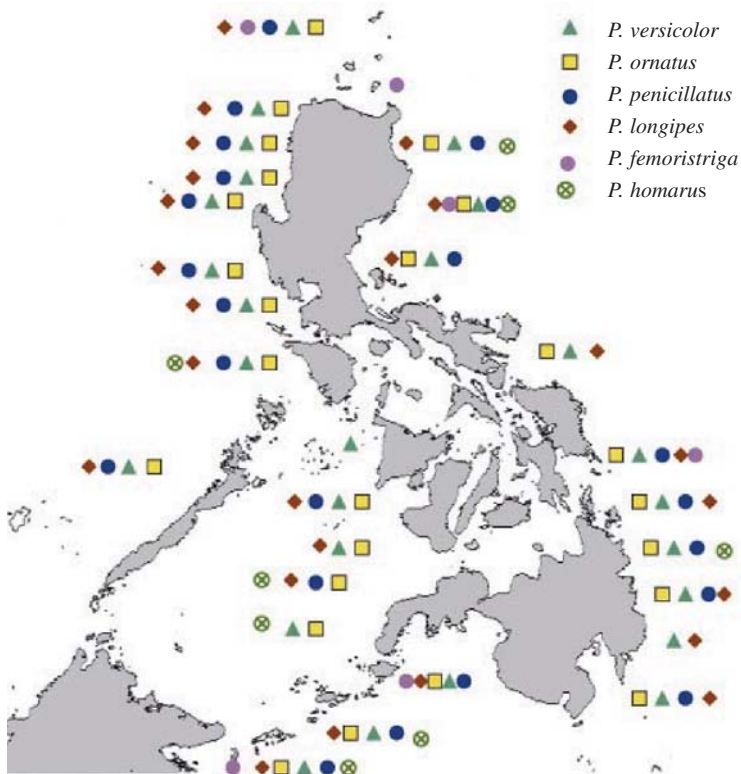 P. versicolor
P. ornatus
P. penicillatus
P. longipes
P. femoristriga
P. homarus